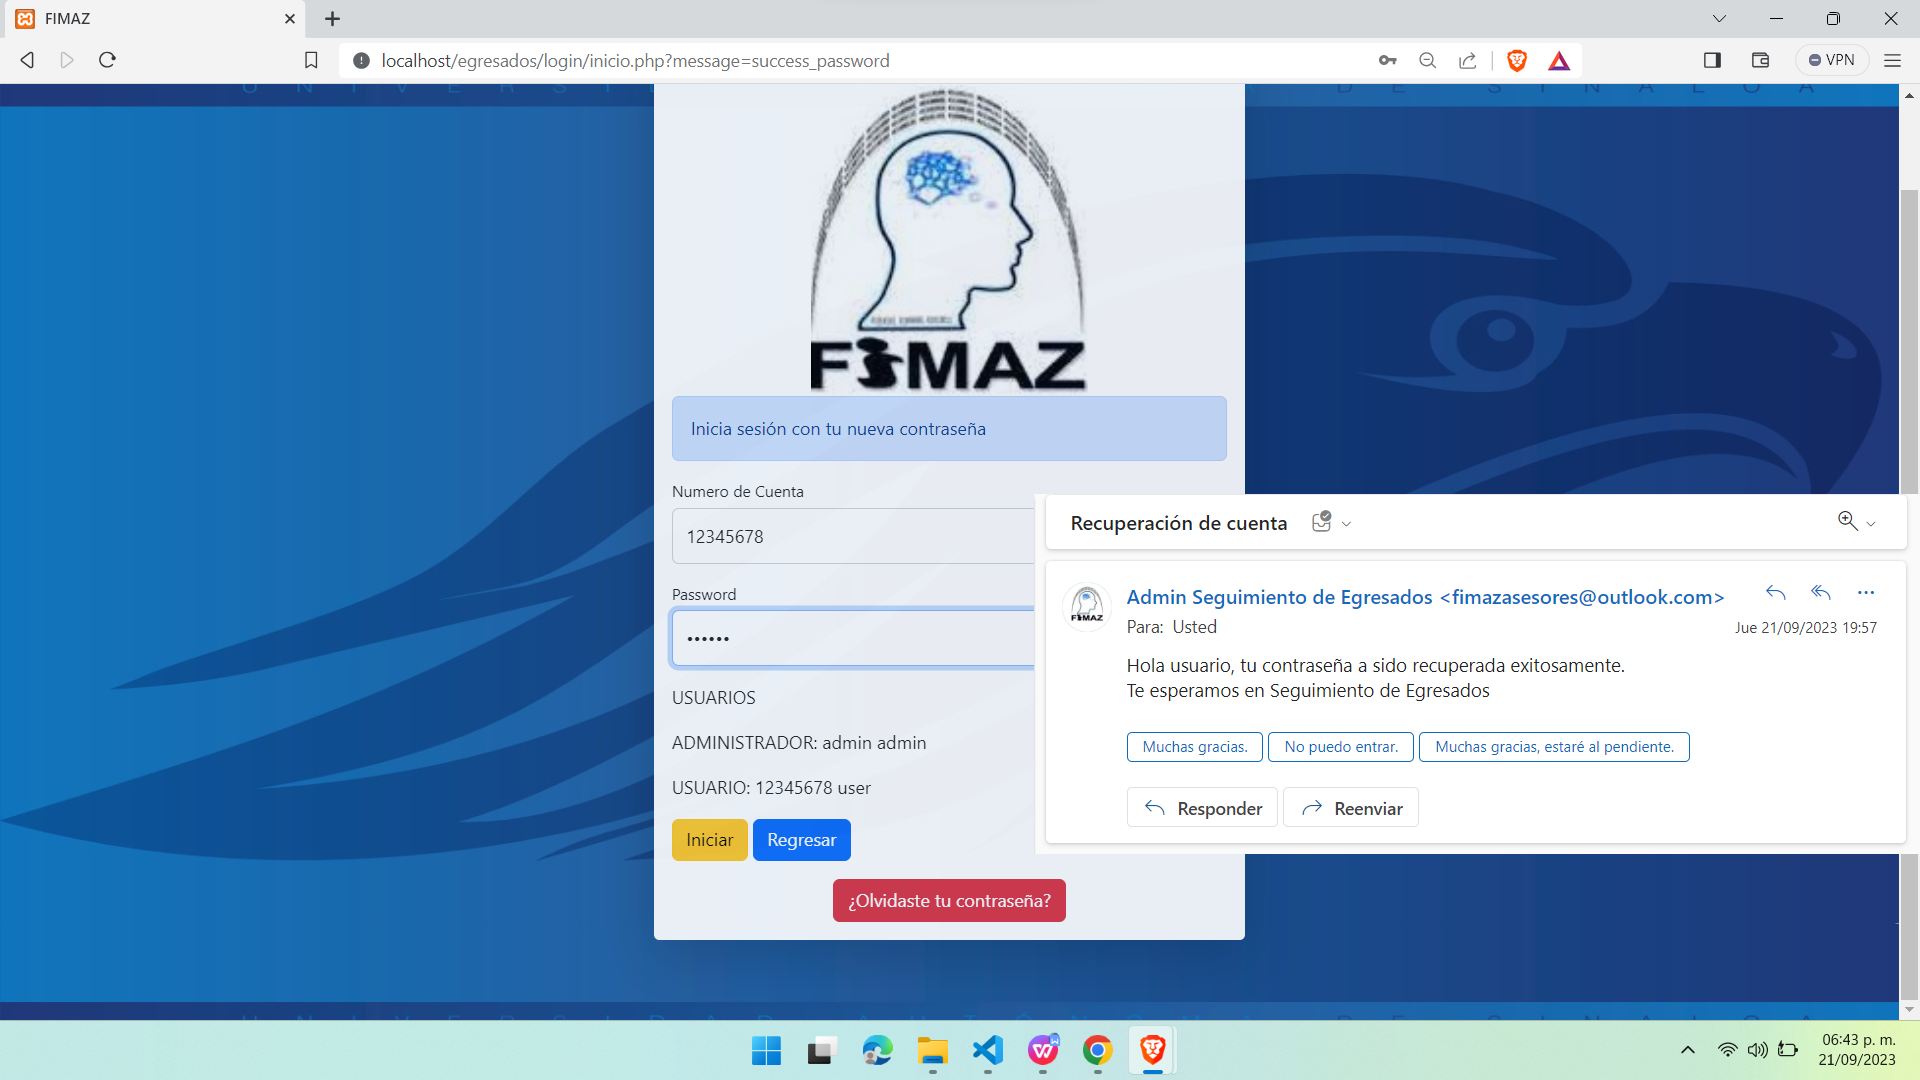 FIMAZ
localhost/egresados/login/inicio.php?message=success_password
VPN
DE SINALOA
FIMAZ
Inicia sesión con tu nueva contraseña
Numero de Cuenta
12345678
Password
••••••
USUARIOS
ADMINISTRADOR: admin admin
USUARIO: 12345678 user
Iniciar
Regresar
¿Olvidaste tu contraseña?
Recuperación de cuenta
FIMAZ
Admin Seguimiento de Egresados <fimazasesores@outlook.com>
Para: Usted
Jue 21/09/2023 19:57
Hola usuario, tu contraseña a sido recuperada exitosamente.
Te esperamos en Seguimiento de Egresados
Muchas gracias.
No puedo entrar.
Muchas gracias, estaré al pendiente.
Responder
Reenviar
06:43 p. m.
21/09/2023